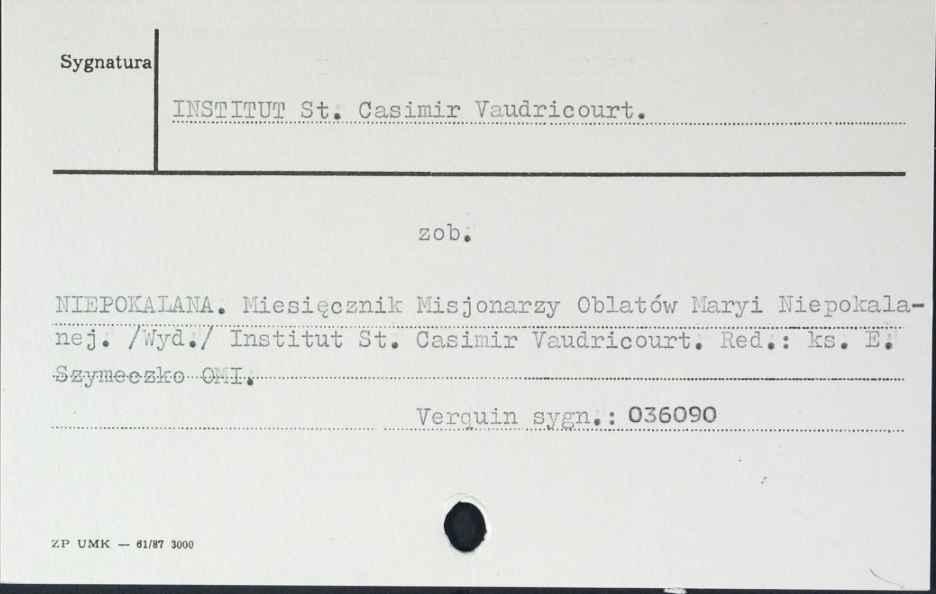 Sygnatura
INSTITUT St. Casimir Vaudricourt.
zob.
NIEPOKALANA. Miesięcznik Misjonarzy Oblatów Maryi Niepokala-
nej. /Wyd./ Institut St. Casimir Vaudricourt. Red.: ks. E.
Szymeczko OMI.
Verquin sygn.: 036090
ZP UMK — 61/87 3000